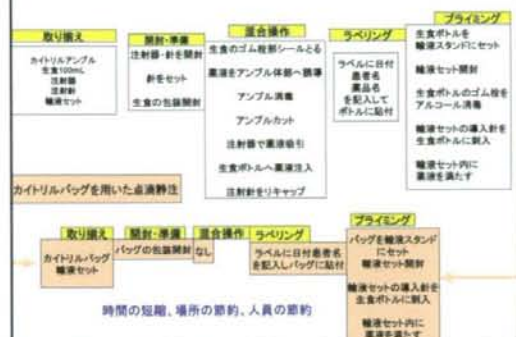 取り揃え
カイトリルアンプル
生食100mL
注射器
注射針
輸液セット
開封・準備
注射器・針を開封
針をセット
生食の包装開封
混合操作
生食のゴム栓部シールとる
薬液をアンプル体部へ誘導
アンプル消毒
アンプルカット
注射器で薬液吸引
生食ボトルへ薬液注入
注射針をリキャップ
ラベリング
ラベルに日付
患者名
薬品名
を記入して
ボトルに貼付
プライミング
生食ボトルを
輸液スタンド
にセット
輸液セット開封
生食ボトルのゴム栓を
アルコール消毒
輸液セットの導入針を
生食ボトルに刺入
輸液セット内に
薬液を満たす
カイトリルバッグを用いた点滴静注
取り揃え
カイトリルバッグ
輸液セット
開封・準備
バッグの包装開封
混合操作
なし
ラベリング
ラベルに日付患者名
を記入しバッグに貼付
プライミング
バッグを輸液スタンド
にセット
輸液セット開封
輸液セットの導入針を
生食ボトルに刺入
輸液セット内に
薬液を満たす
時間の短縮、場所の節約、人員の節約